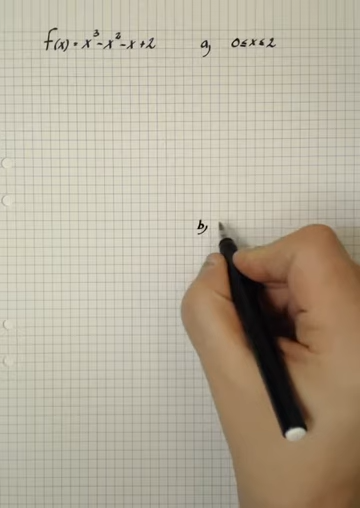 f(x) = x³-x²-x+2 a) 0≤x≤2
b)